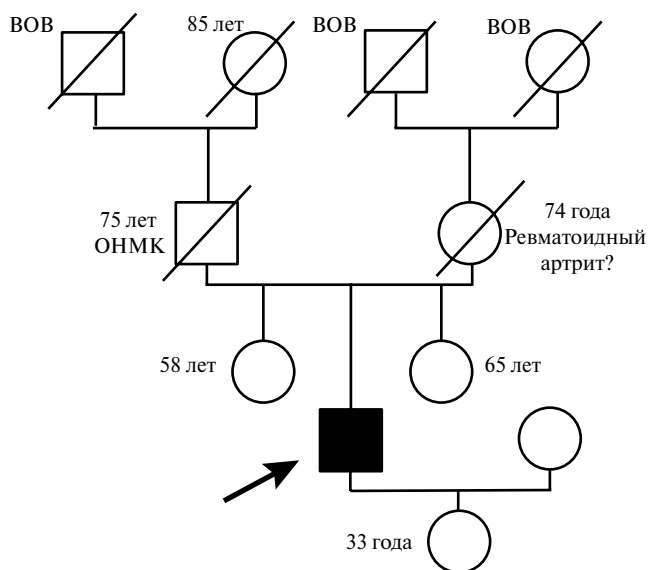 ВОВ
85 лет
ВОВ
ВОВ
75 лет
ОНМК
74 года
Ревматоидный
артрит?
58 лет
65 лет
33 года